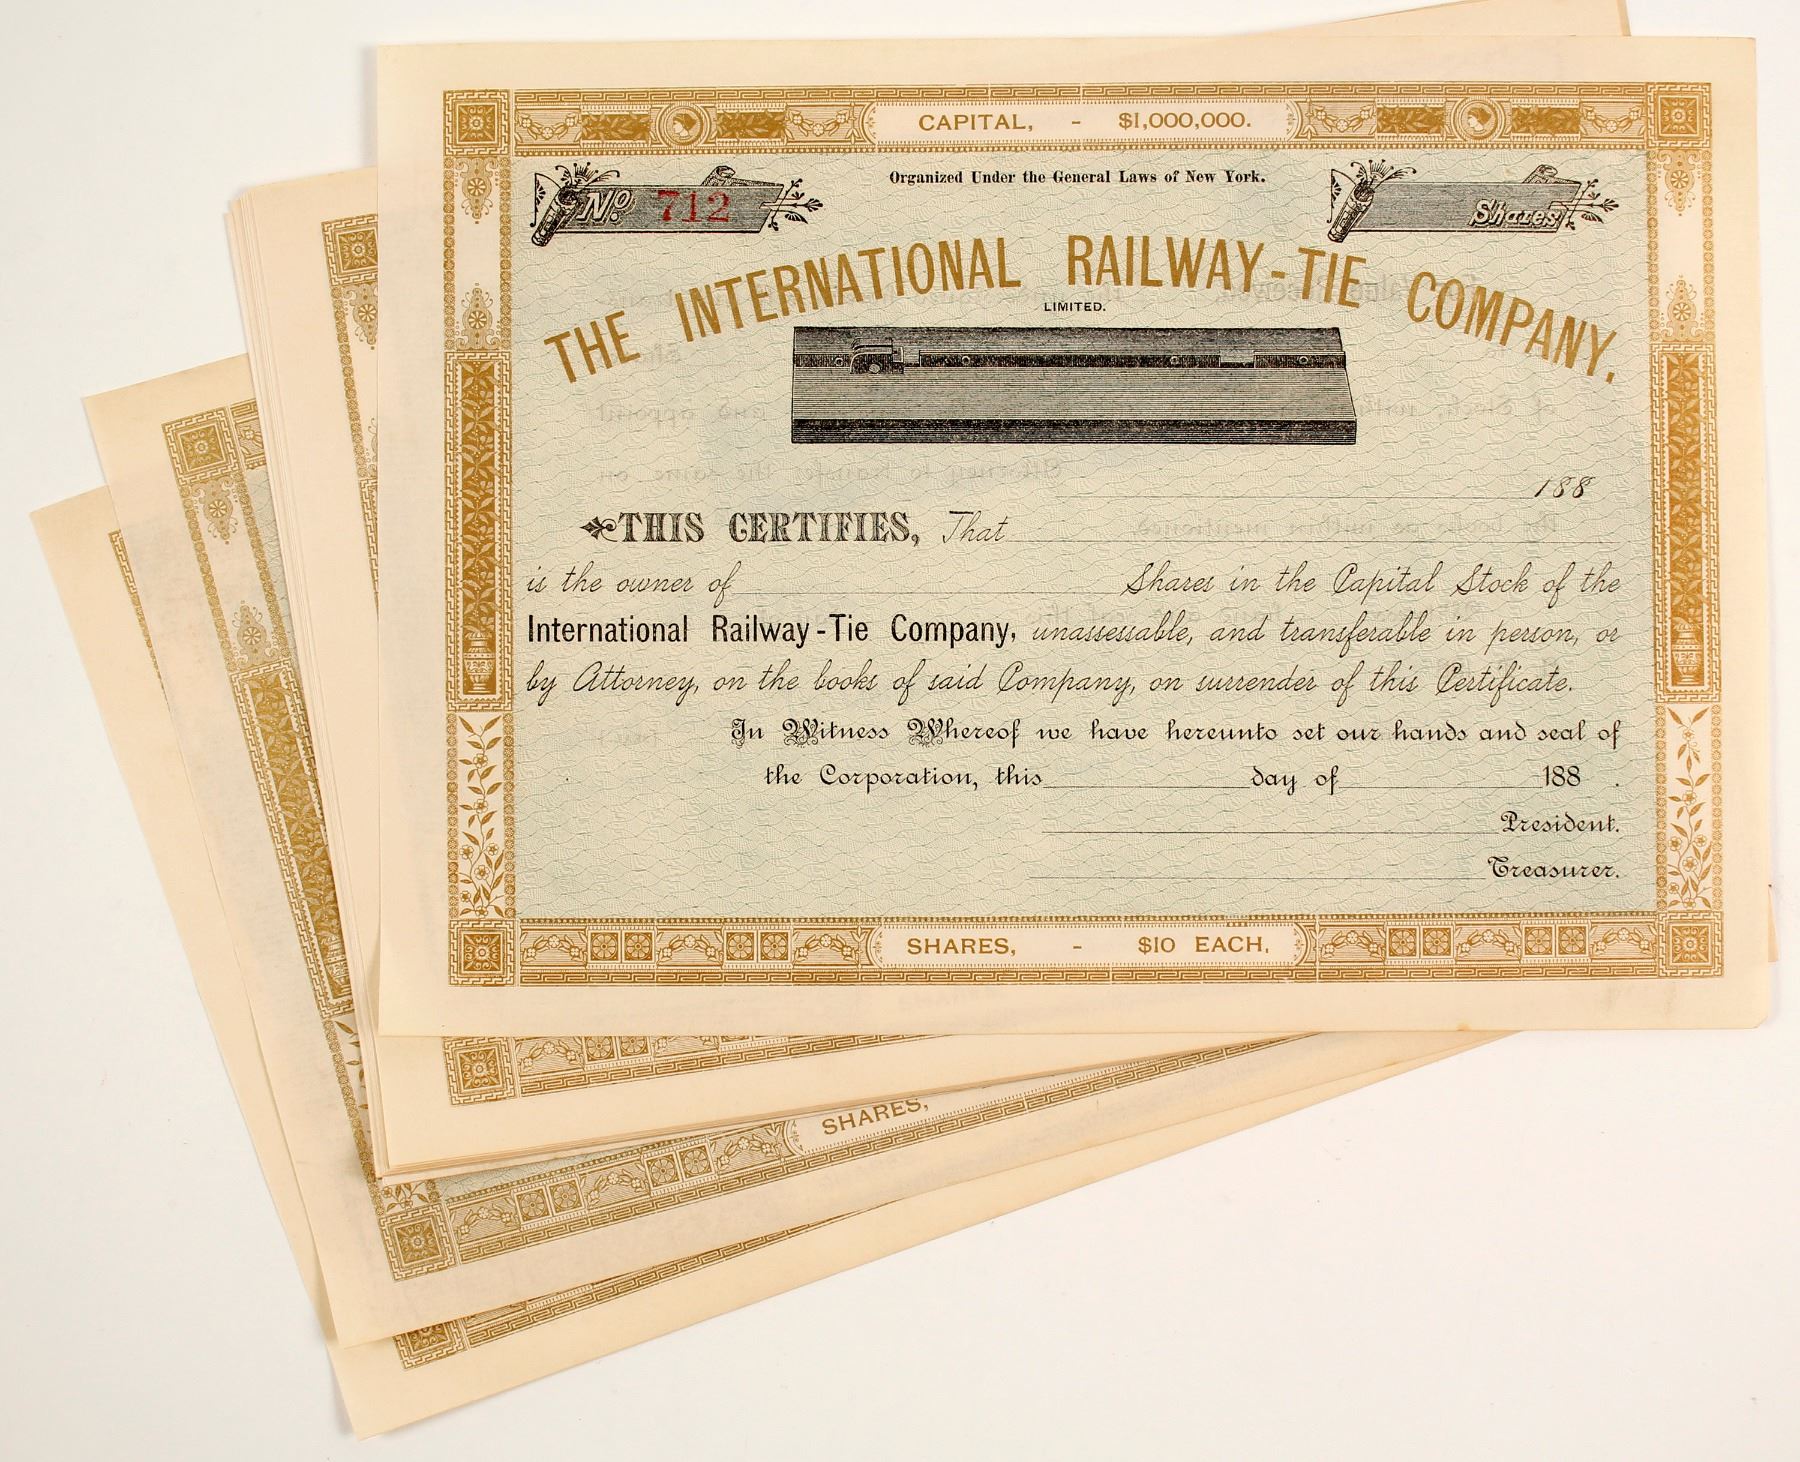 CAPITAL, - $1,000,000.
Organized Under the General Laws of New York.
No 712
Shares
THE INTERNATIONAL RAILWAY-TIE COMPANY.
LIMITED.
188
THIS CERTIFIES, That
is the owner of Shares in the Capital Stock of the
International Railway-Tie Company, unassessable, and transferable in person, or
by Attorney, on the books of said Company, on surrender of this Certificate.
In Witness Whereof we have hereunto set our hands and seal of
the Corporation, this day of 188 .
President.
Treasurer.
SHARES, - $10 EACH,
SHARES,